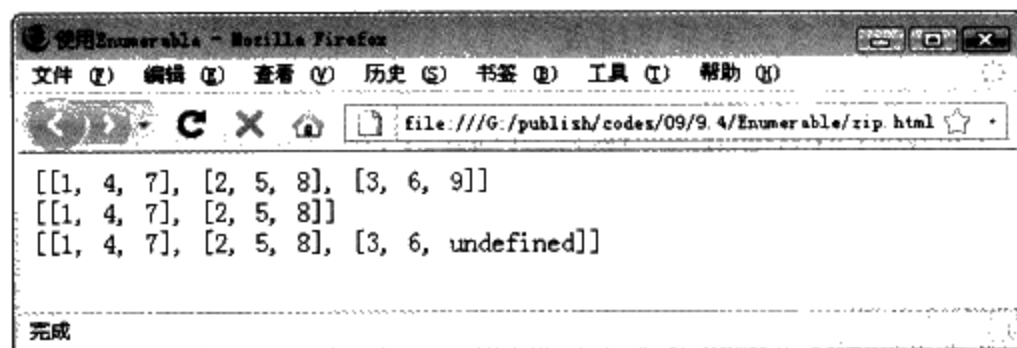 使用Enumerable - Mozilla Firefox
文件 (F) 编辑 (E) 查看 (V) 历史 (S) 书签 (B) 工具 (T) 帮助 (H)
file:///G:/publish/codes/09/9.4/Enumerable/zip.html
[[1, 4, 7], [2, 5, 8], [3, 6, 9]]
[[1, 4, 7], [2, 5, 8]]
[[1, 4, 7], [2, 5, 8], [3, 6, undefined]]
完成